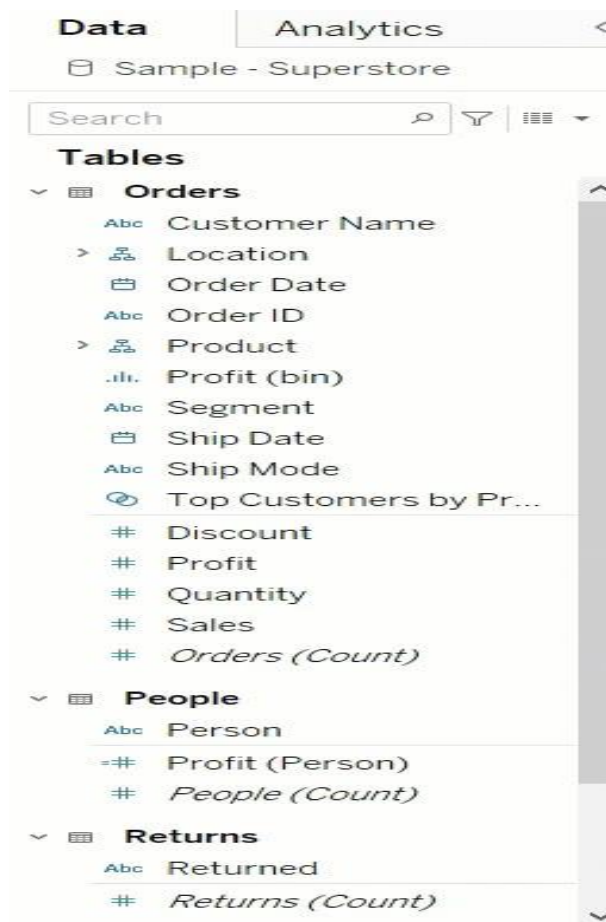 Data Analytics
Sample - Superstore
Search
Tables
Orders
Abc Customer Name
Location
Order Date
Abc Order ID
Product
Profit (bin)
Abc Segment
Ship Date
Abc Ship Mode
Top Customers by Pr...
# Discount
# Profit
# Quantity
# Sales
# Orders (Count)
People
Abc Person
=# Profit (Person)
# People (Count)
Returns
Abc Returned
# Returns (Count)